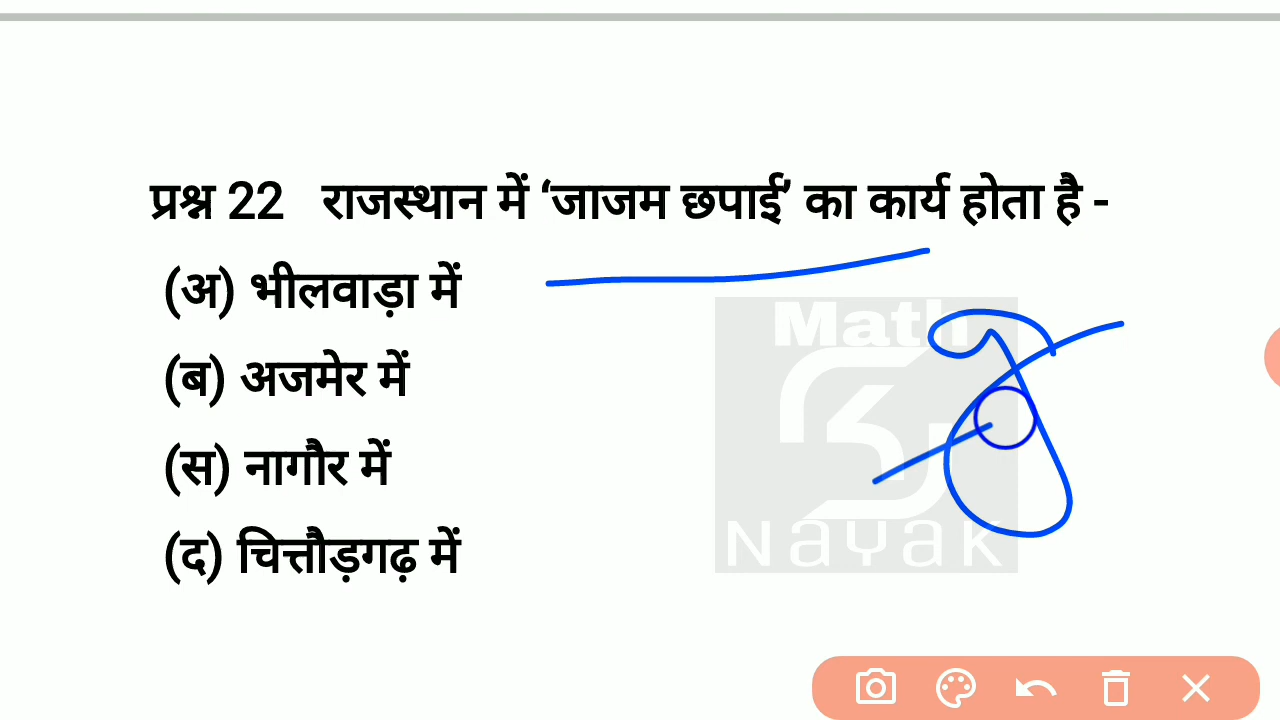 प्रश्न 22 राजस्थान में ‘जाजम छपाई’ का कार्य होता है -
(अ) भीलवाड़ा में
(ब) अजमेर में
(स) नागौर में
(द) चित्तौड़गढ़ में
Math
Nayak